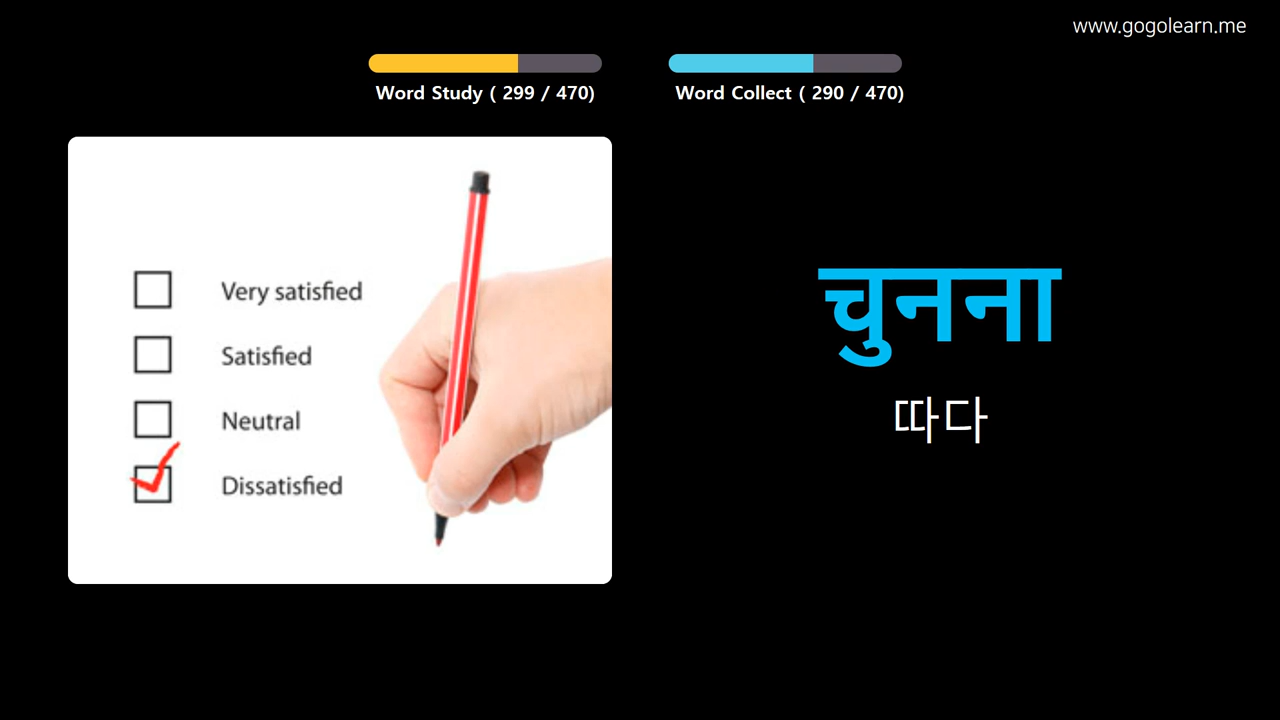 www.gogolearn.me
Word Study ( 299 / 470)
Word Collect ( 290 / 470)
Very satisfied
Satisfied
Neutral
Dissatisfied
चुनना
따다